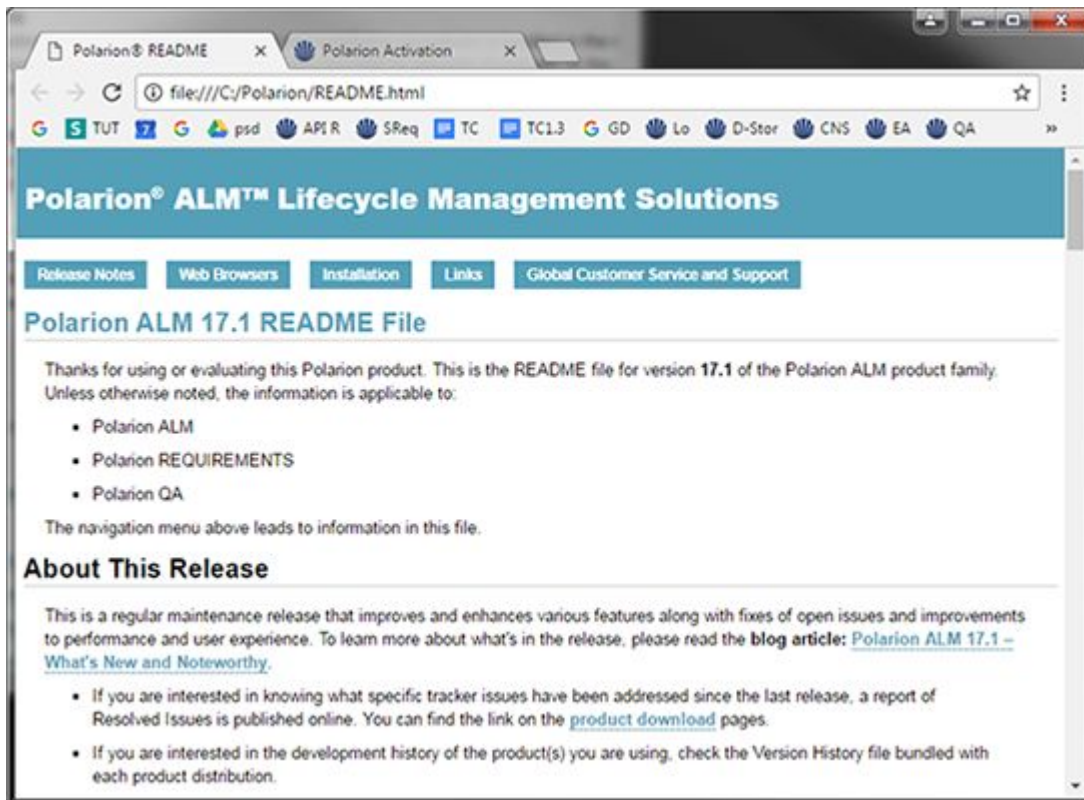 Polarion® README
Polarion Activation
file:///C:/Polarion/README.html
G S TUT 7 G psd API R SReq TC TC1.3 G GD Lo D-Stor CNS EA QA »
Polarion® ALM™ Lifecycle Management Solutions
Release Notes Web Browsers Installation Links Global Customer Service and Support
Polarion ALM 17.1 README File
Thanks for using or evaluating this Polarion product. This is the README file for version 17.1 of the Polarion ALM product family.
Unless otherwise noted, the information is applicable to:
• Polarion ALM
• Polarion REQUIREMENTS
• Polarion QA
The navigation menu above leads to information in this file.
About This Release
This is a regular maintenance release that improves and enhances various features along with fixes of open issues and improvements
to performance and user experience. To learn more about what's in the release, please read the blog article: Polarion ALM 17.1 –
What's New and Noteworthy.
• If you are interested in knowing what specific tracker issues have been addressed since the last release, a report of
Resolved Issues is published online. You can find the link on the product download pages.
• If you are interested in the development history of the product(s) you are using, check the Version History file bundled with
each product distribution.